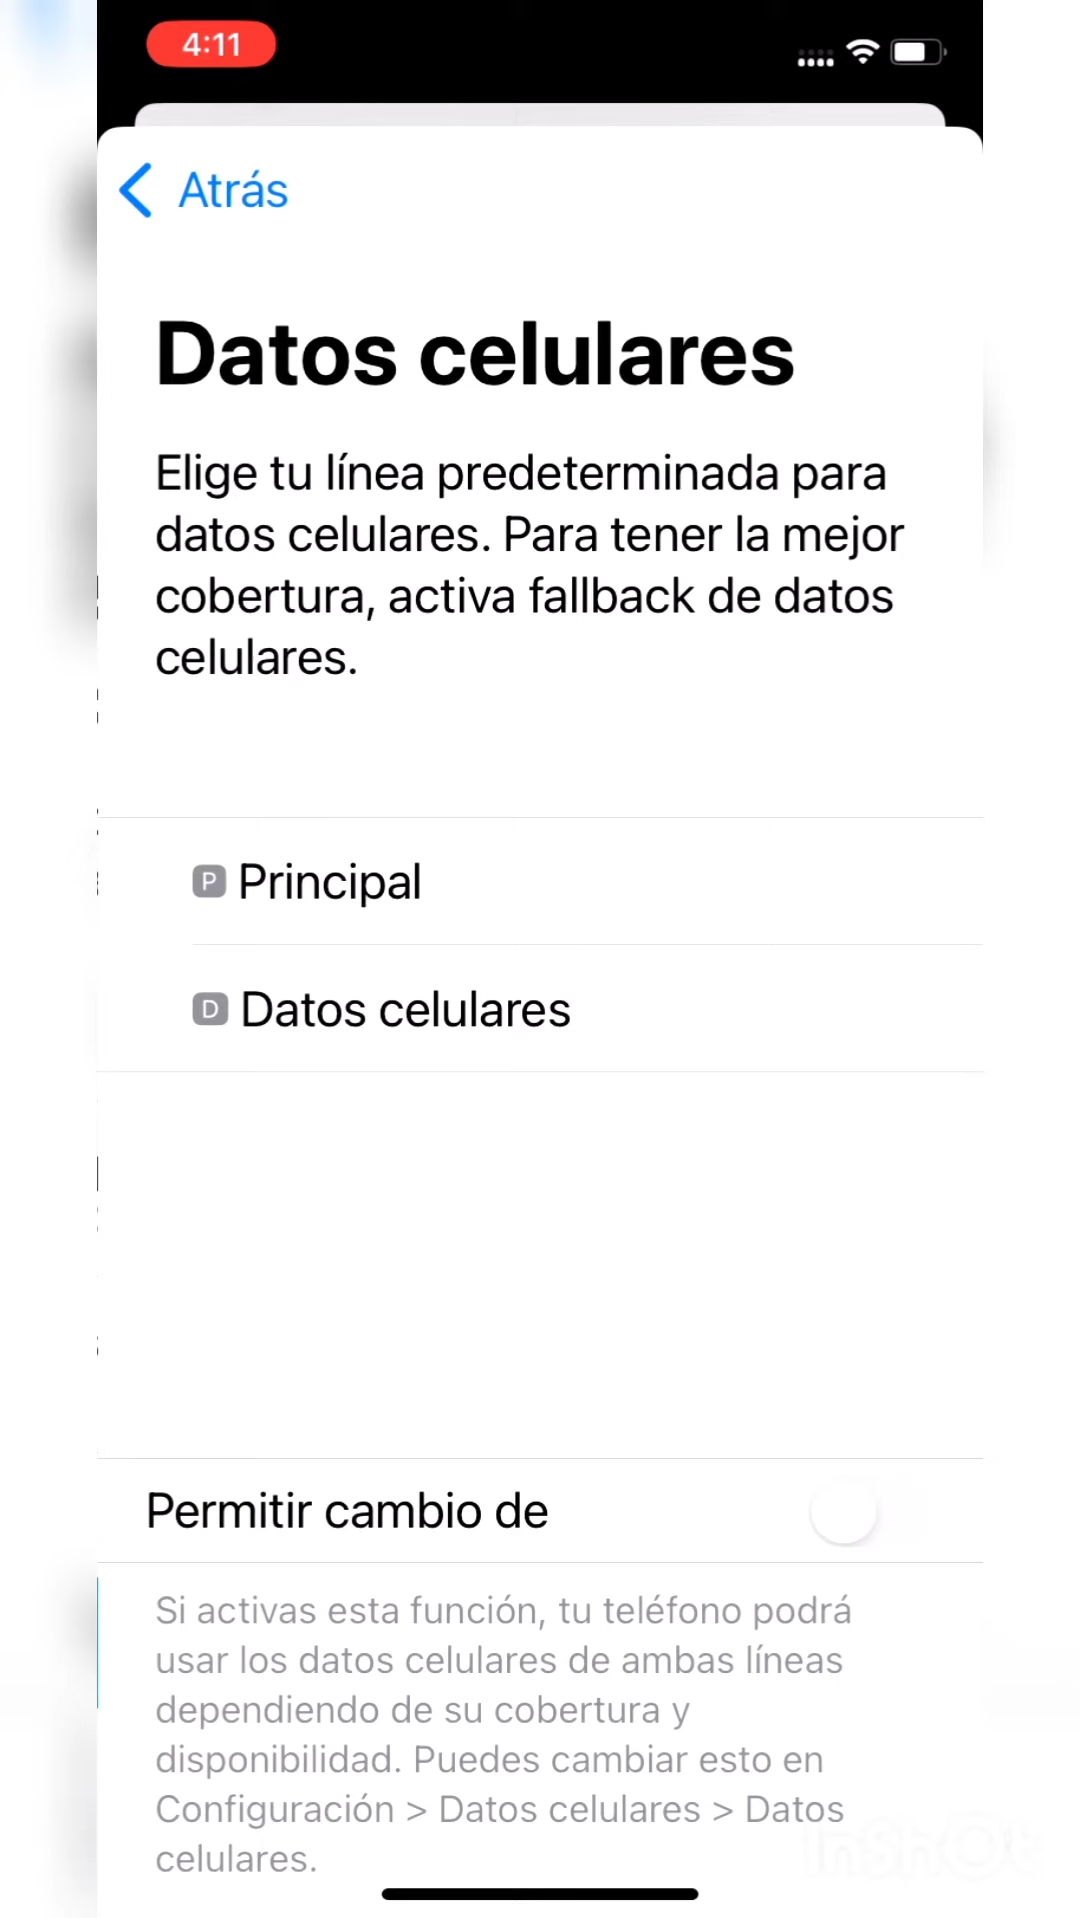 4:11
Atrás
Datos celulares
Elige tu línea predeterminada para
datos celulares. Para tener la mejor
cobertura, activa fallback de datos
celulares.
P Principal
D Datos celulares
Permitir cambio de
Si activas esta función, tu teléfono podrá
usar los datos celulares de ambas líneas
dependiendo de su cobertura y
disponibilidad. Puedes cambiar esto en
Configuración > Datos celulares > Datos
celulares.
InShOt